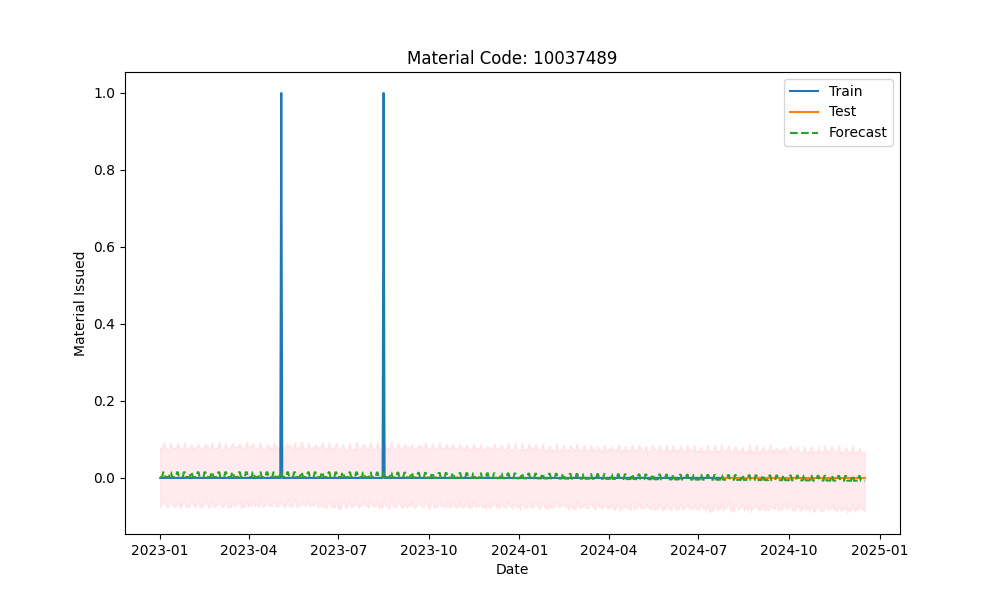 Material Code: 10037489
Train
Test
Forecast
1.0
0.8
0.6
0.4
0.2
0.0
Material Issued
2023-01 2023-04 2023-07 2023-10 2024-01 2024-04 2024-07 2024-10 2025-01
Date